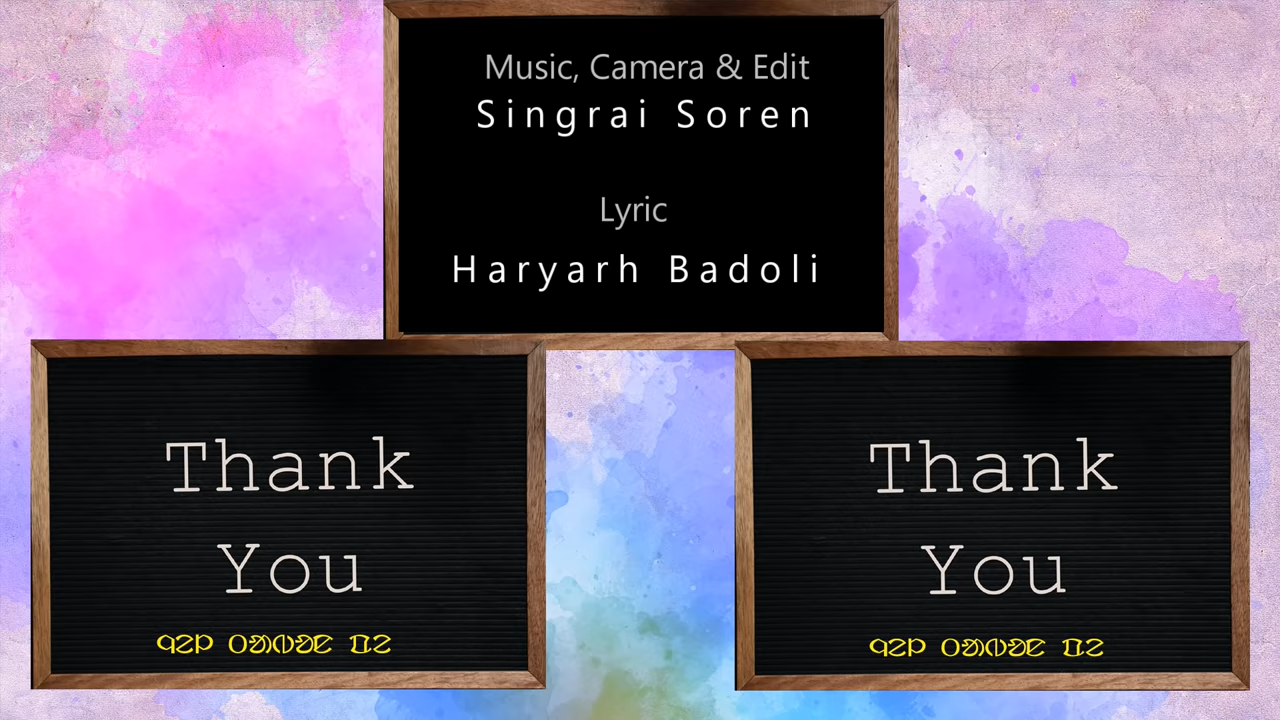 Music, Camera & Edit
Singrai Soren
Lyric
Haryarh Badoli
Thank
You
Thank
You